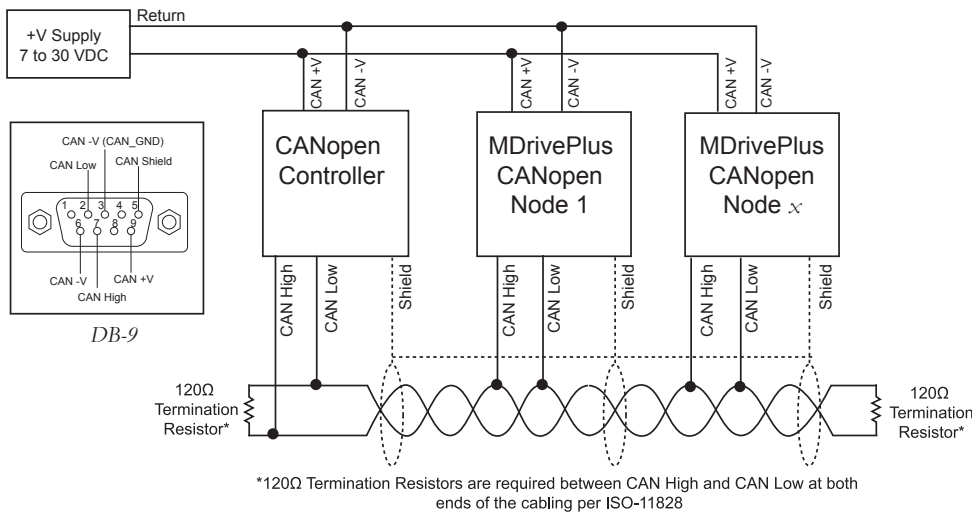 +V Supply
7 to 30 VDC
Return
CAN +V
CAN -V
CAN +V
CAN -V
CAN +V
CAN -V
CANopen
Controller
MDrivePlus
CANopen
Node 1
MDrivePlus
CANopen
Node x
CAN -V (CAN_GND)
CAN Low
CAN Shield
1
2
3
4
5
6
7
8
9
CAN -V
CAN +V
CAN High
DB-9
CAN High
CAN Low
Shield
CAN High
CAN Low
Shield
CAN High
CAN Low
Shield
120Ω
Termination
Resistor*
120Ω
Termination
Resistor*
*120Ω Termination Resistors are required between CAN High and CAN Low at both
ends of the cabling per ISO-11828